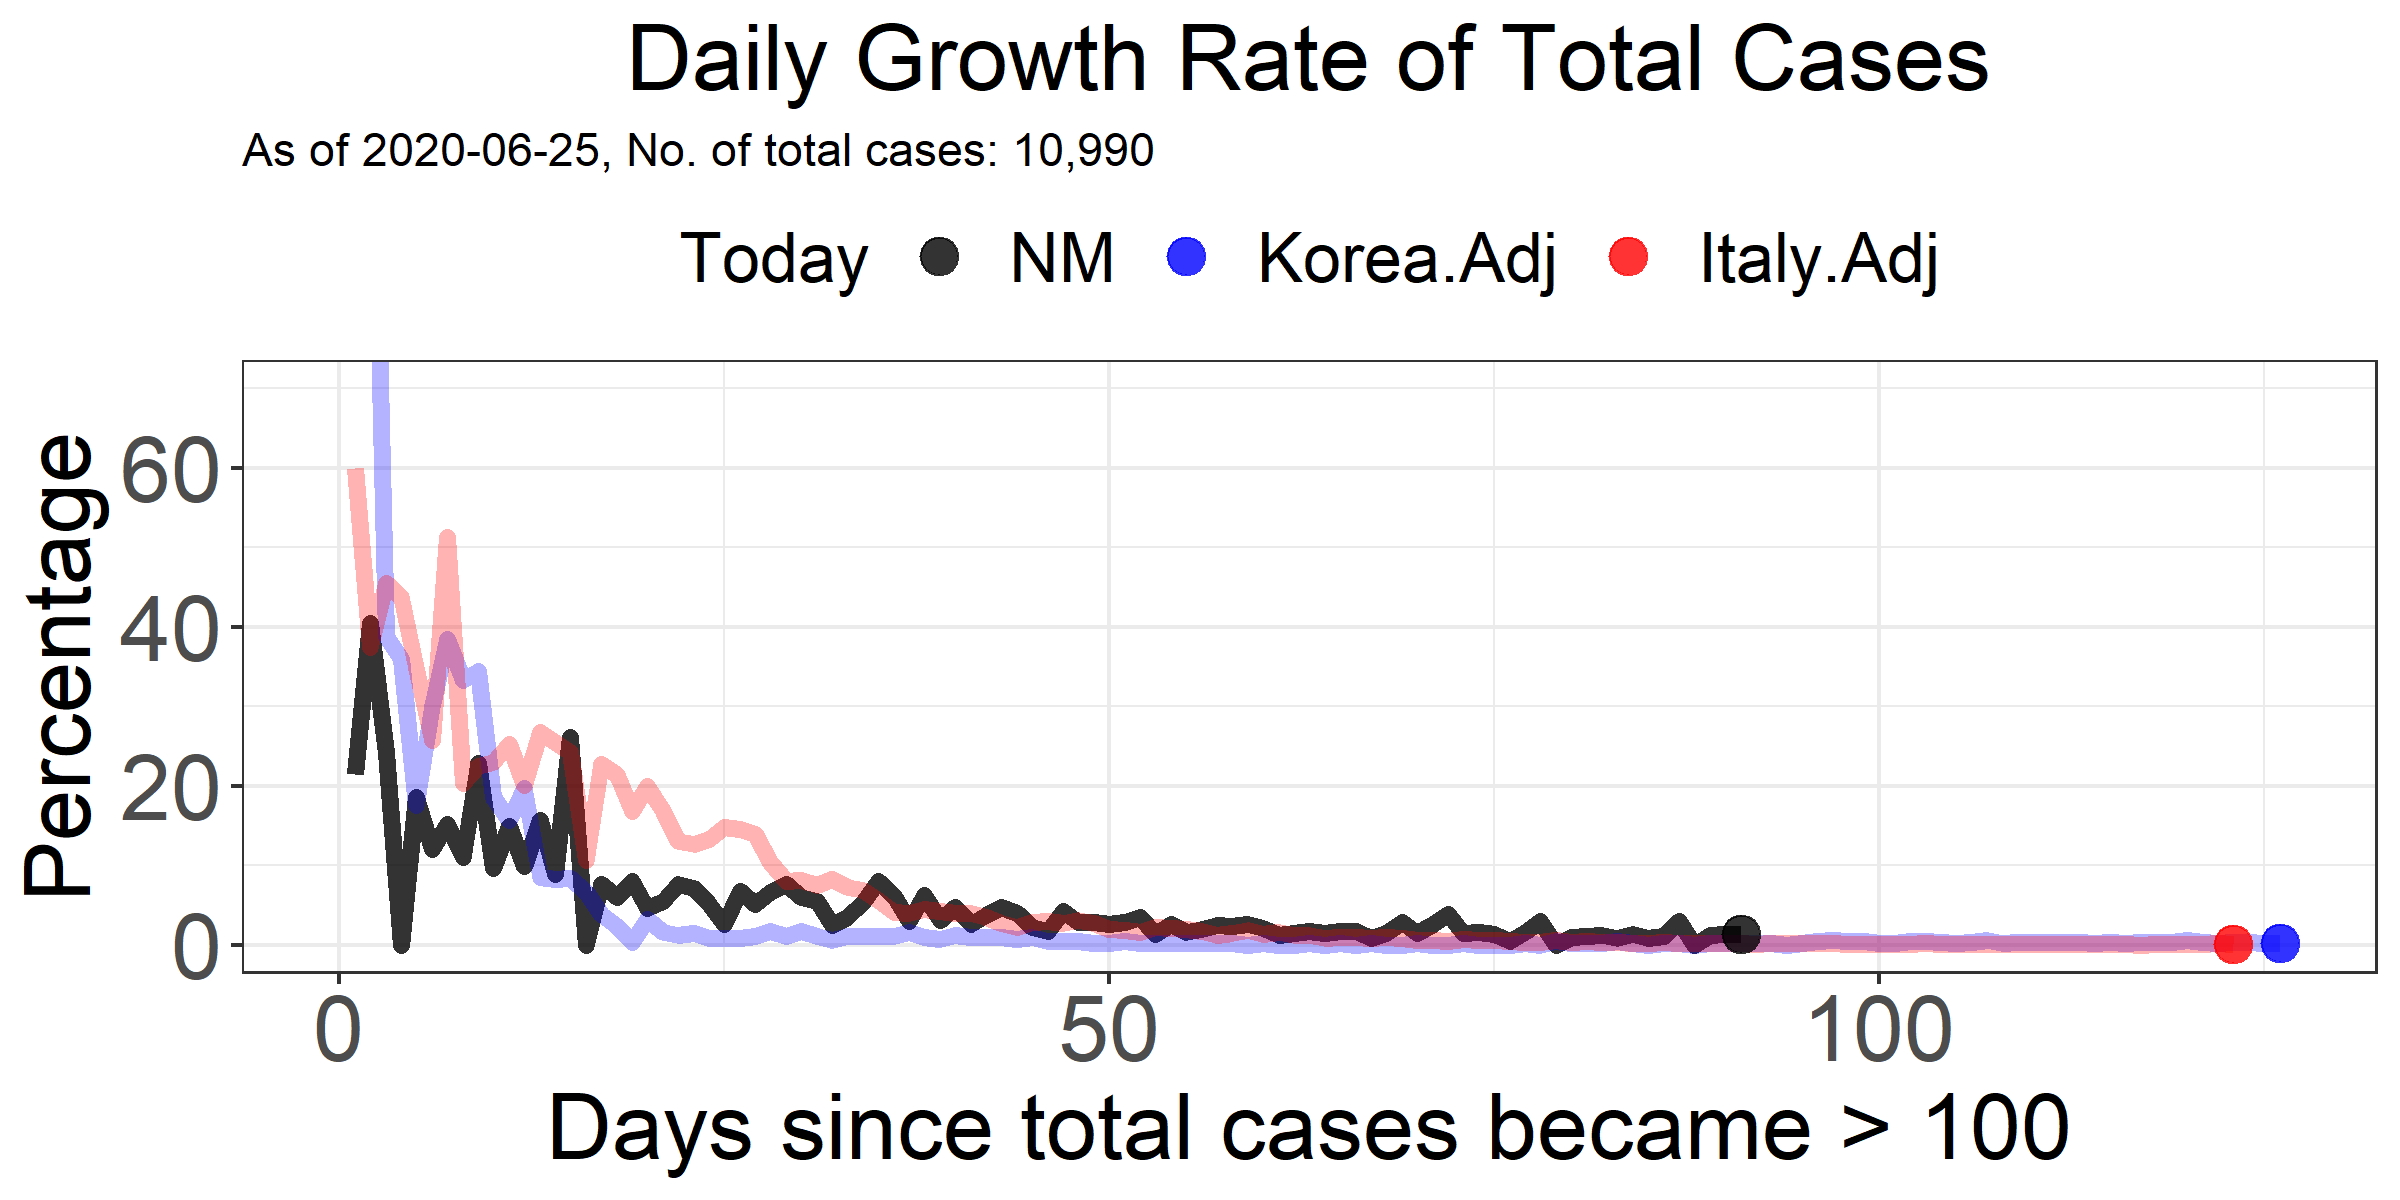 Daily Growth Rate of Total Cases
As of 2020-06-25, No. of total cases: 10,990
Today NM Korea.Adj Italy.Adj
Percentage
60
40
20
0
0 50 100
Days since total cases became > 100